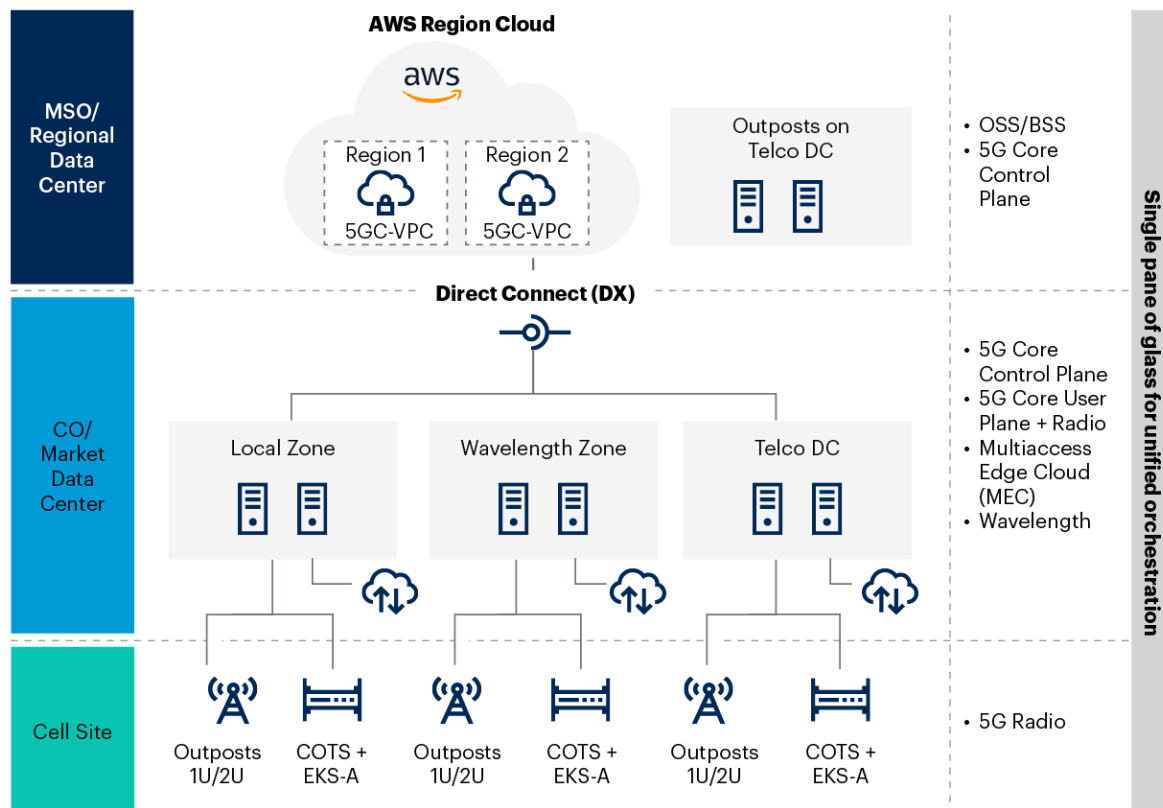 AWS Region Cloud
aws
MSO/
Regional
Data
Center
Region 1
5GC-VPC
Region 2
5GC-VPC
Outposts on
Telco DC
• OSS/BSS
• 5G Core
Control
Plane
Direct Connect (DX)
CO/
Market
Data
Center
Local Zone
Wavelength Zone
Telco DC
• 5G Core
Control Plane
• 5G Core User
Plane + Radio
• Multiaccess
Edge Cloud
(MEC)
• Wavelength
Cell Site
Outposts
1U/2U
COTS +
EKS-A
Outposts
1U/2U
COTS +
EKS-A
Outposts
1U/2U
COTS +
EKS-A
• 5G Radio
Single pane of glass for unified orchestration